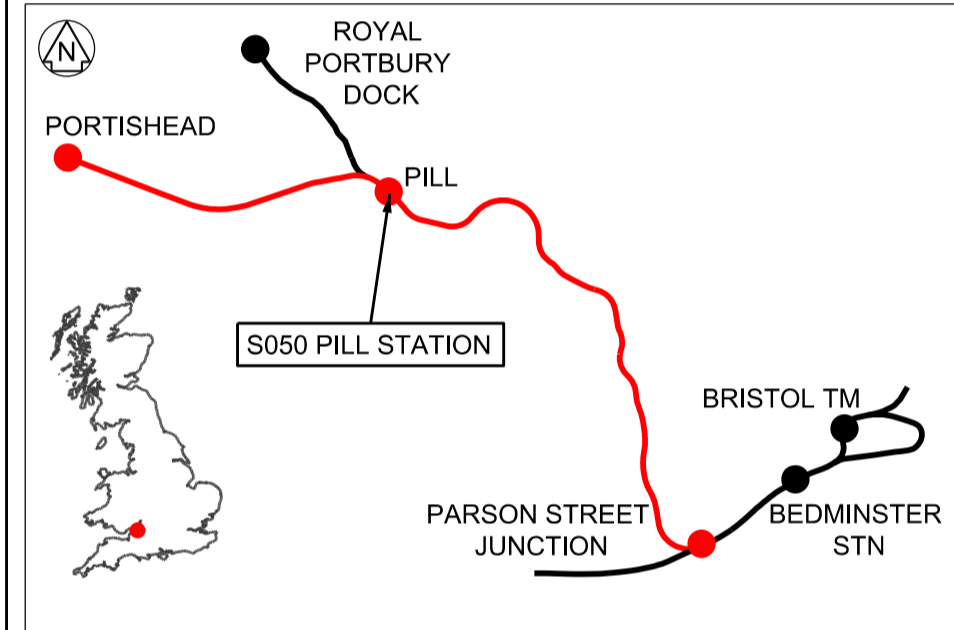 N
ROYAL
PORTBURY
DOCK
PORTISHEAD
PILL
S050 PILL STATION
BRISTOL TM
PARSON STREET
JUNCTION
BEDMINSTER
STN